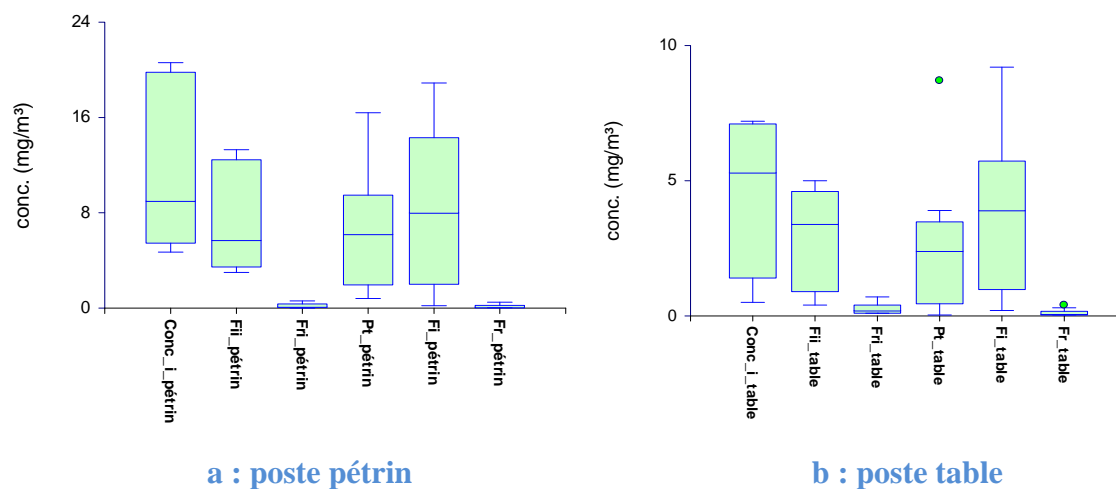 conc. (mg/m³)
24
16
8
0
Conc_i_pétrin
Fii_pétrin
Fri_pétrin
Pt_pétrin
Fi_pétrin
Fr_pétrin
a : poste pétrin
conc. (mg/m³)
10
5
0
Conc_i_table
Fii_table
Fri_table
Pt_table
Fi_table
Fr_table
b : poste table